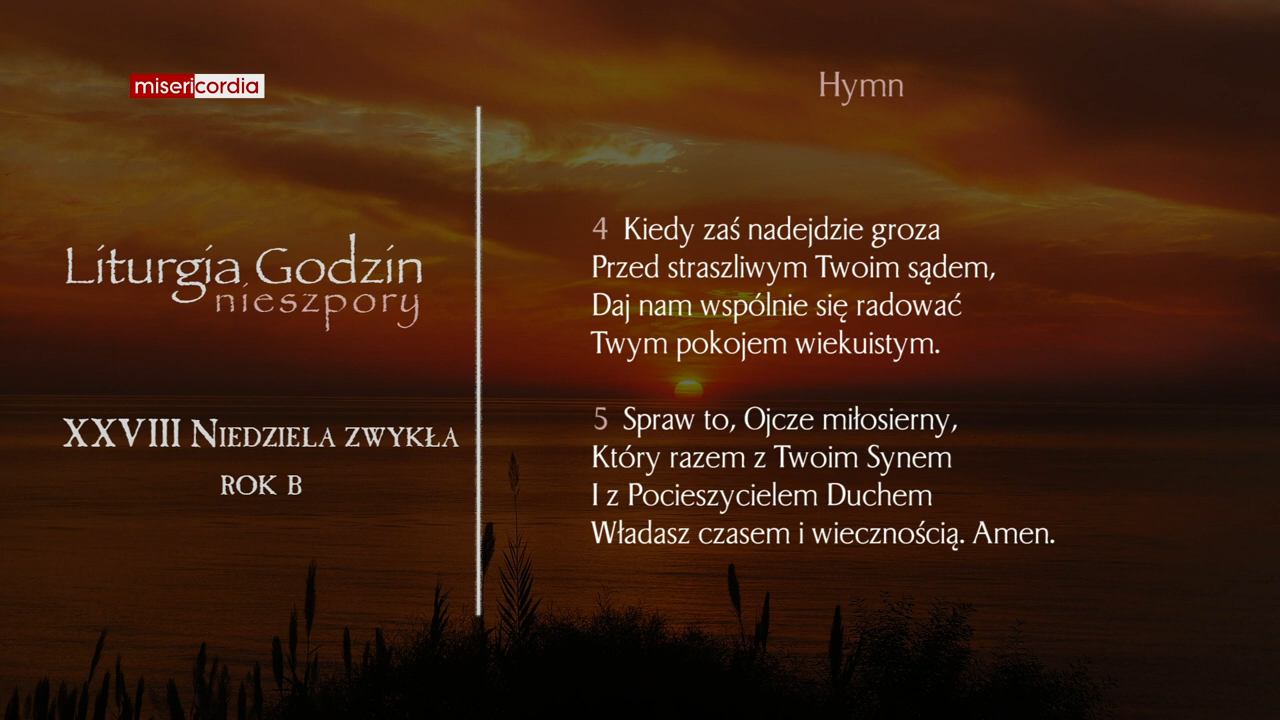 misericordia
Hymn
Liturgia Godzin
nieszpory
XXVIII Niedziela zwykła
rok B
4 Kiedy zaś nadejdzie groza
Przed straszliwym Twoim sądem,
Daj nam wspólnie się radować
Twym pokojem wiekuistym.
5 Spraw to, Ojcze miłosierny,
Który razem z Twoim Synem
I z Pocieszycielem Duchem
Władasz czasem i wiecznością. Amen.